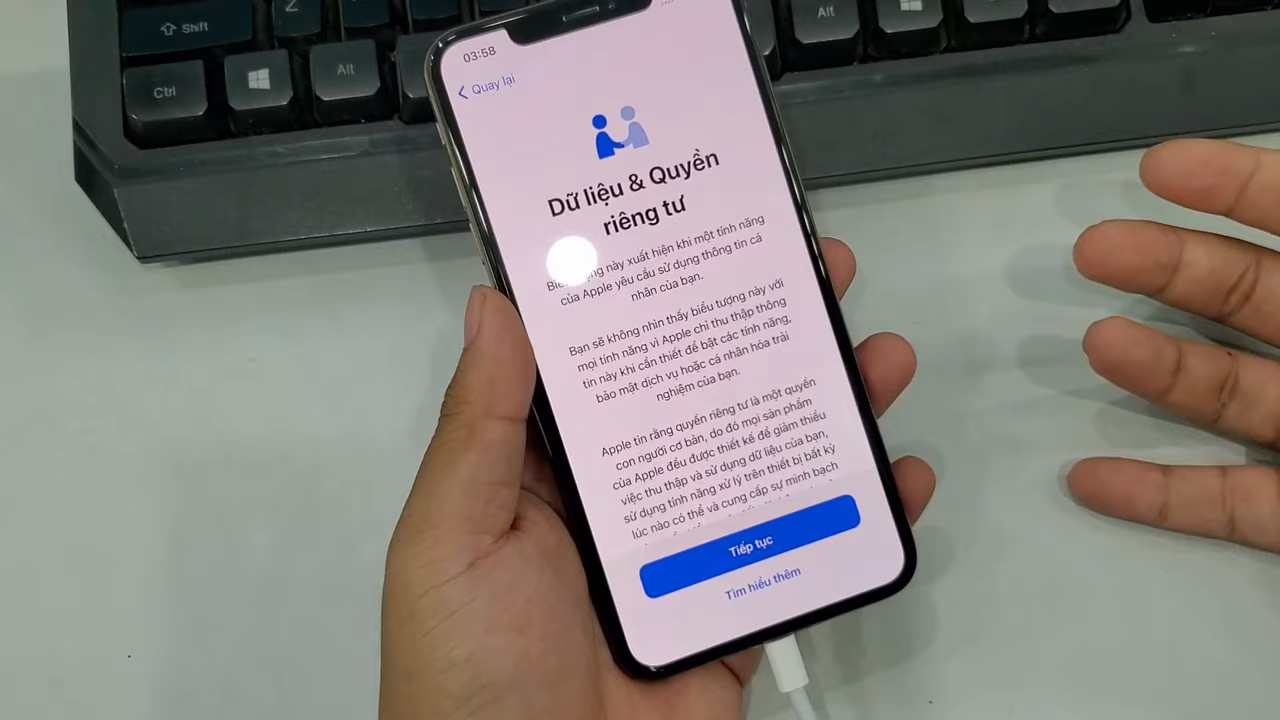 Shift
Z
Alt
Ctrl
Alt
03:58
Quay lại
Dữ liệu & Quyền
riêng tư
này xuất hiện khi một tính năng
của Apple yêu cầu sử dụng thông tin cá
nhân của bạn.
Bạn sẽ không nhìn thấy biểu tượng này với
mọi tính năng vì Apple chỉ thu thập thông
tin này khi cần thiết để bật các tính năng,
bảo mật dịch vụ hoặc cá nhân hóa trải
nghiệm của bạn.
Apple tin rằng quyền riêng tư là một quyền
con người cơ bản, do đó mọi sản phẩm
của Apple đều được thiết kế để giảm thiểu
việc thu thập và sử dụng dữ liệu của bạn,
sử dụng tính năng xử lý trên thiết bị bất kỳ
lúc nào có thể và cung cấp sự minh bạch
Tiếp tục
Tìm hiểu thêm